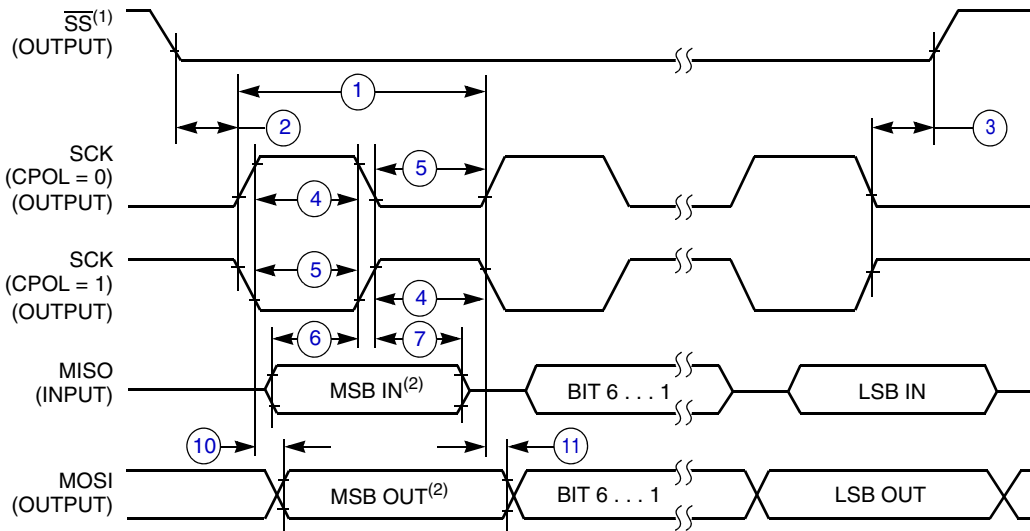 SS(1)
(OUTPUT)
1
2
3
SCK
(CPOL = 0)
(OUTPUT)
5
4
SCK
(CPOL = 1)
(OUTPUT)
5
4
6
7
MISO
(INPUT)
MSB IN(2)
BIT 6 . . . 1
LSB IN
10
11
MOSI
(OUTPUT)
MSB OUT(2)
BIT 6 . . . 1
LSB OUT